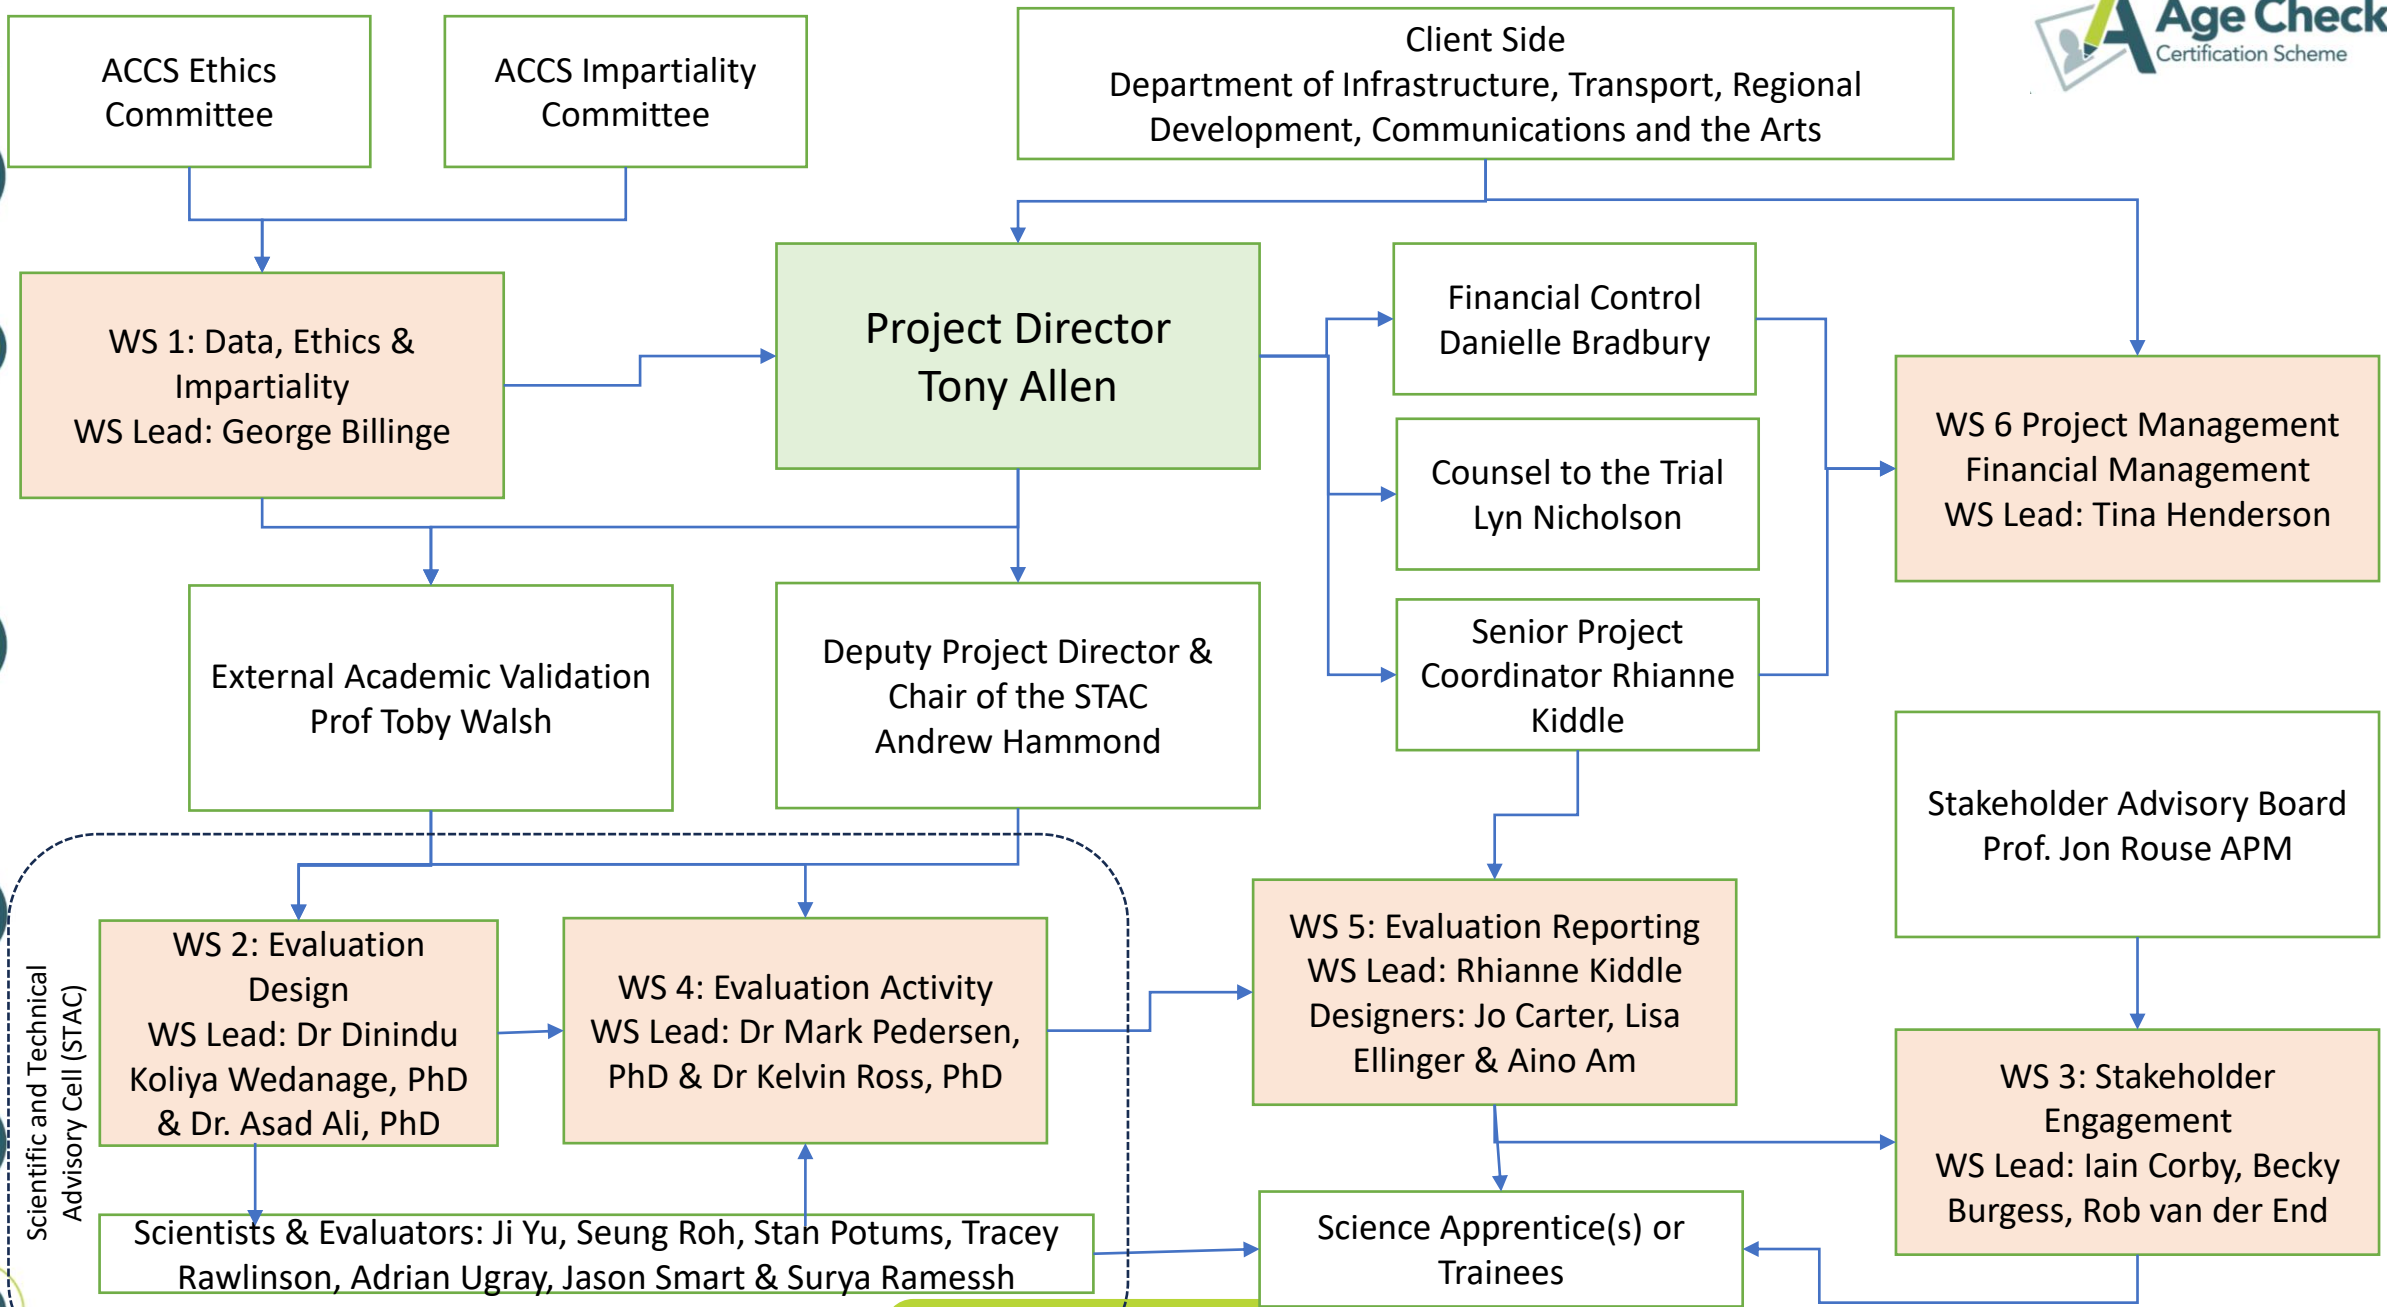 Age Check
Certification Scheme
ACCS Ethics
Committee
ACCS Impartiality
Committee
Client Side
Department of Infrastructure, Transport, Regional
Development, Communications and the Arts
WS 1: Data, Ethics &
Impartiality
WS Lead: George Billinge
Project Director
Tony Allen
Financial Control
Danielle Bradbury
Counsel to the Trial
Lyn Nicholson
Senior Project
Coordinator Rhianne
Kiddle
WS 6 Project Management
Financial Management
WS Lead: Tina Henderson
External Academic Validation
Prof Toby Walsh
Deputy Project Director &
Chair of the STAC
Andrew Hammond
Stakeholder Advisory Board
Prof. Jon Rouse APM
Scientific and Technical
Advisory Cell (STAC)
WS 2: Evaluation
Design
WS Lead: Dr Dinindu
Koliya Wedanage, PhD
& Dr. Asad Ali, PhD
WS 4: Evaluation Activity
WS Lead: Dr Mark Pedersen,
PhD & Dr Kelvin Ross, PhD
WS 5: Evaluation Reporting
WS Lead: Rhianne Kiddle
Designers: Jo Carter, Lisa
Ellinger & Aino Am
WS 3: Stakeholder
Engagement
WS Lead: Iain Corby, Becky
Burgess, Rob van der End
Scientists & Evaluators: Ji Yu, Seung Roh, Stan Potums, Tracey
Rawlinson, Adrian Ugray, Jason Smart & Surya Ramessh
Science Apprentice(s) or
Trainees